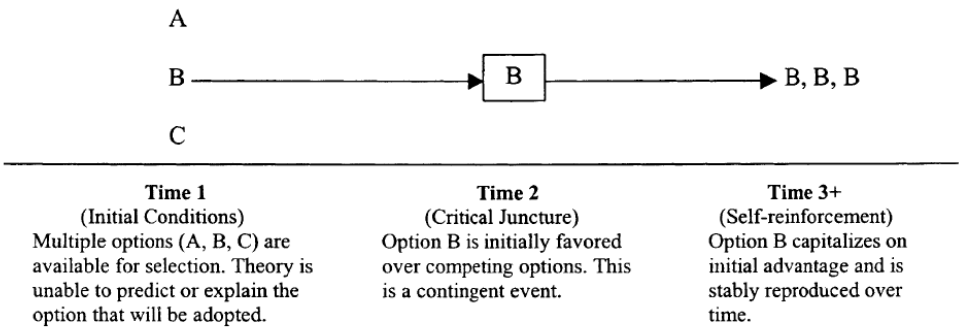 A
B B B, B, B
C
Time 1 Time 2 Time 3+
(Initial Conditions) (Critical Juncture) (Self-reinforcement)
Multiple options (A, B, C) are
available for selection. Theory is
unable to predict or explain the
option that will be adopted.
Option B is initially favored
over competing options. This
is a contingent event.
Option B capitalizes on
initial advantage and is
stably reproduced over
time.